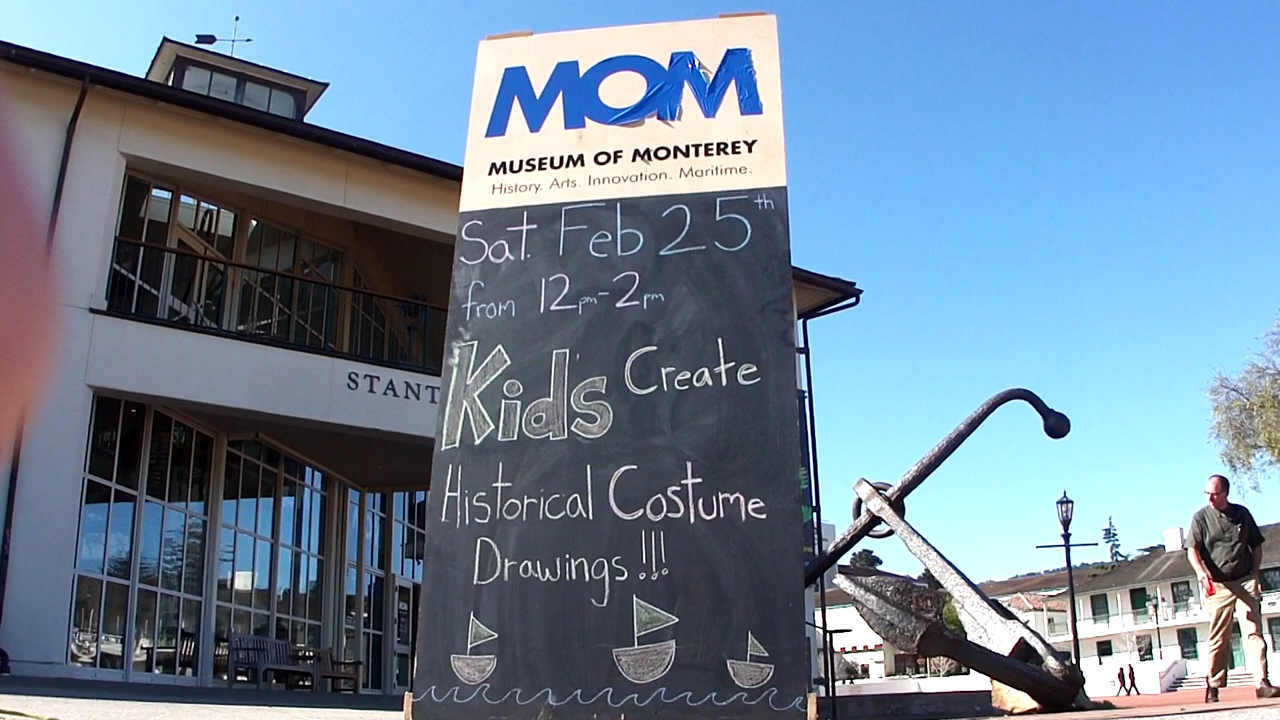 MOM
MUSEUM OF MONTEREY
History. Arts. Innovation. Maritime.
Sat. Feb 25th
from 12pm-2pm
Kid's Create
Historical Costume
Drawings!!!
STANT